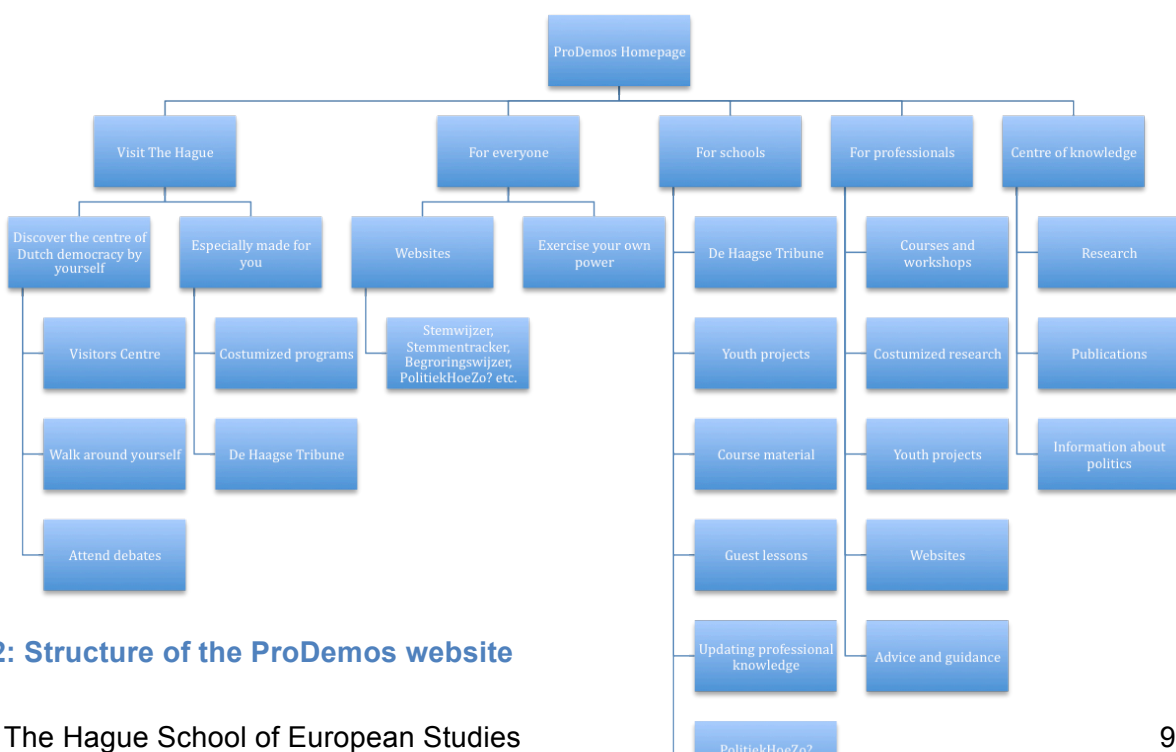 ProDemos Homepage
Visit The Hague
For everyone
For schools
For professionals
Centre of knowledge
Discover the centre of
Dutch democracy by
yourself
Especially made for
you
Websites
Exercise your own
power
De Haagse Tribune
Courses and
workshops
Research
Visitors Centre
Costumized programs
Stemwijzer,
Stemmentracker,
Begroringswijzer,
PolitiekHoeZo? etc.
Youth projects
Costumized research
Publications
Walk around yourself
De Haagse Tribune
Course material
Youth projects
Information about
politics
Attend debates
Guest lessons
Websites
2: Structure of the ProDemos website
Updating professional
knowledge
Advice and guidance
The Hague School of European Studies
PolitiekHoeZo?
9